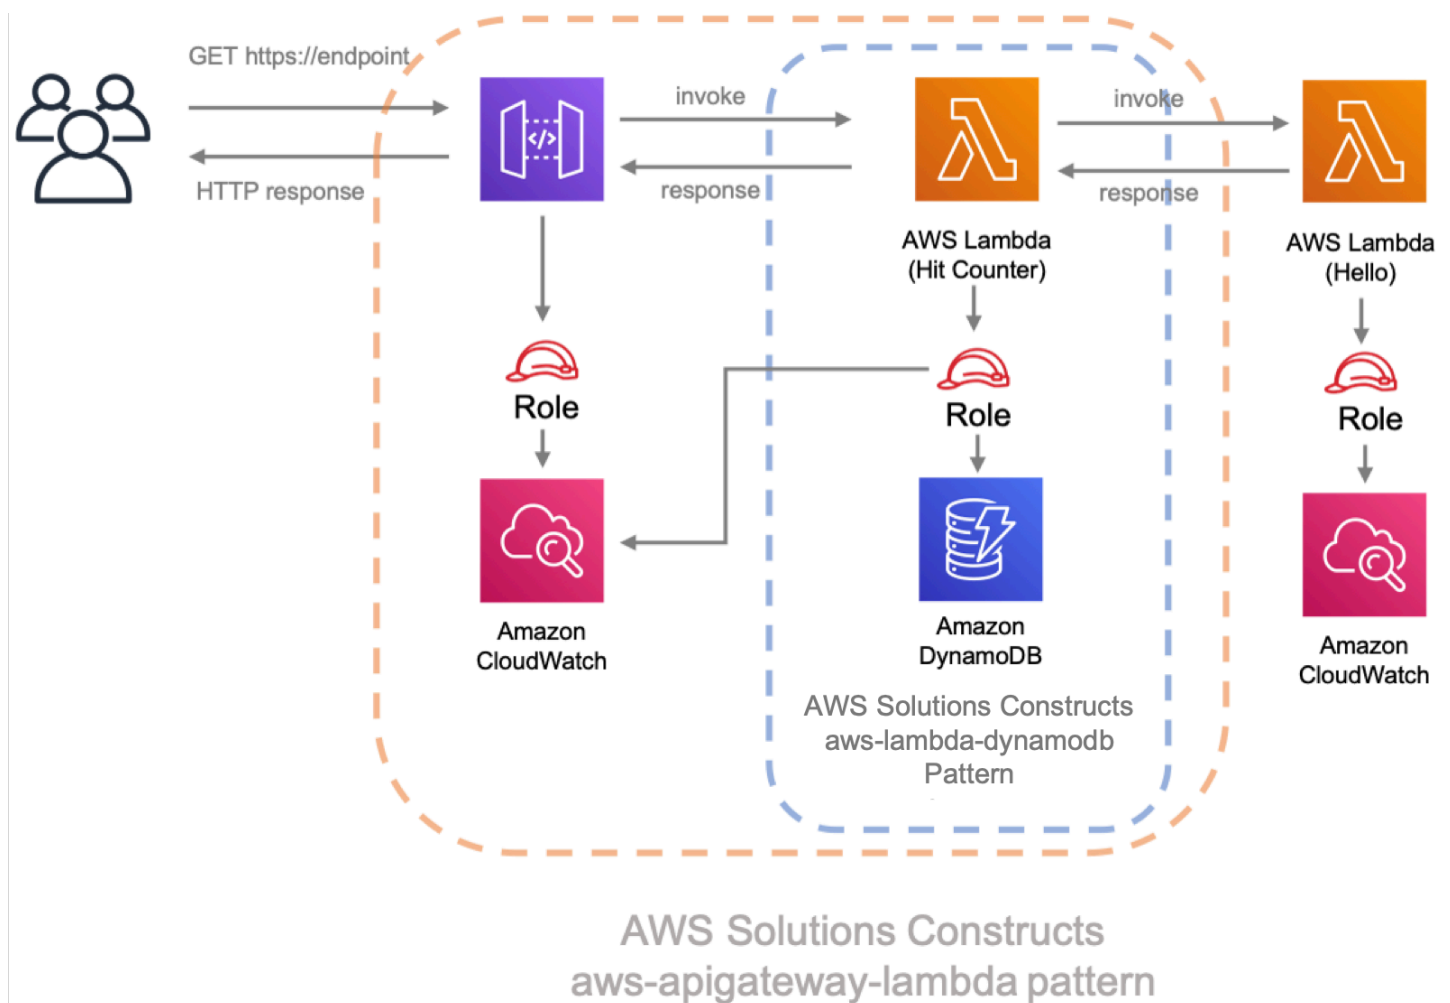 GET https://endpoint
HTTP response
</>
invoke
response
invoke
response
AWS Lambda
(Hit Counter)
AWS Lambda
(Hello)
Role
Role
Role
Amazon
CloudWatch
Amazon
DynamoDB
Amazon
CloudWatch
AWS Solutions Constructs
aws-lambda-dynamodb
Pattern
AWS Solutions Constructs
aws-apigateway-lambda pattern